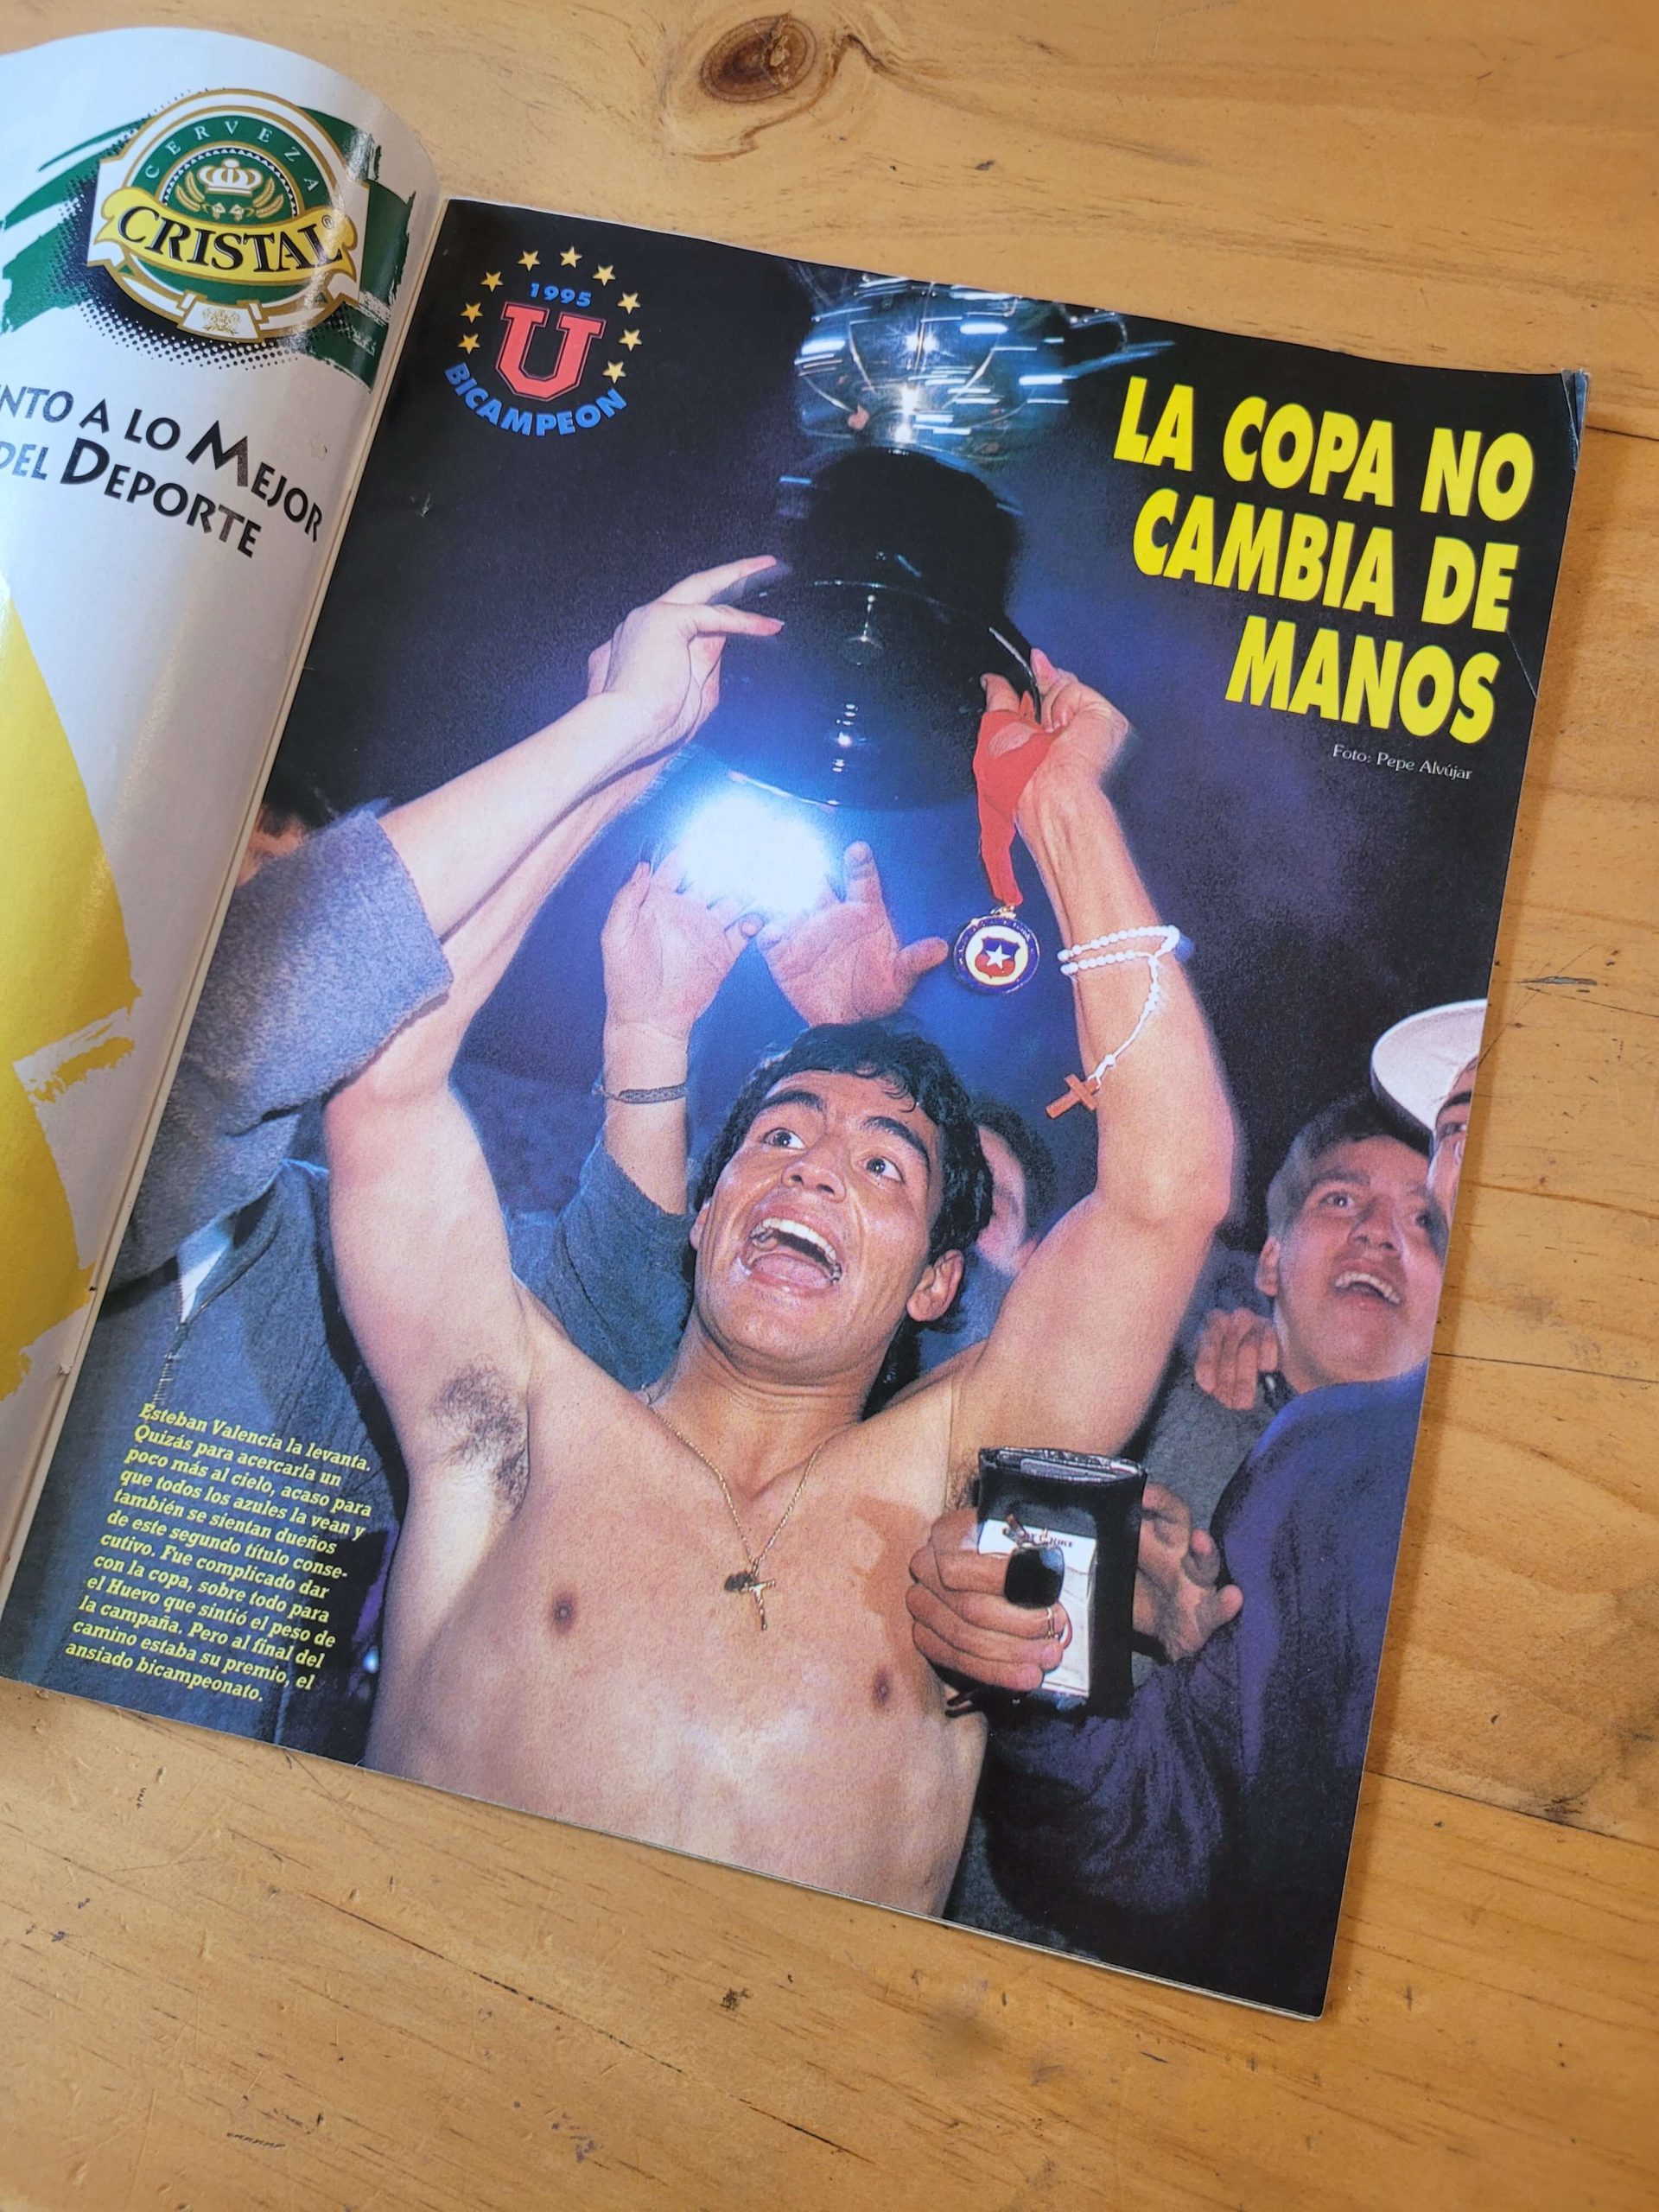 CERVEZA
CRISTAL®
A LO MEJOR
DEL DEPORTE
1995
U
BICAMPEON
LA COPA NO
CAMBIA DE
MANOS
Foto: Pepe Alvújar
Esteban Valencia la levanta.
Quizás para acercarla un
poco más al cielo, acaso para
que todos los azules la vean y
también se sientan dueños
de este segundo título conse-
cutivo. Fue complicado dar
con la copa, sobre todo para
el Huevo que sintió el peso de
la campaña. Pero al final del
camino estaba su premio, el
ansiado bicampeonato.